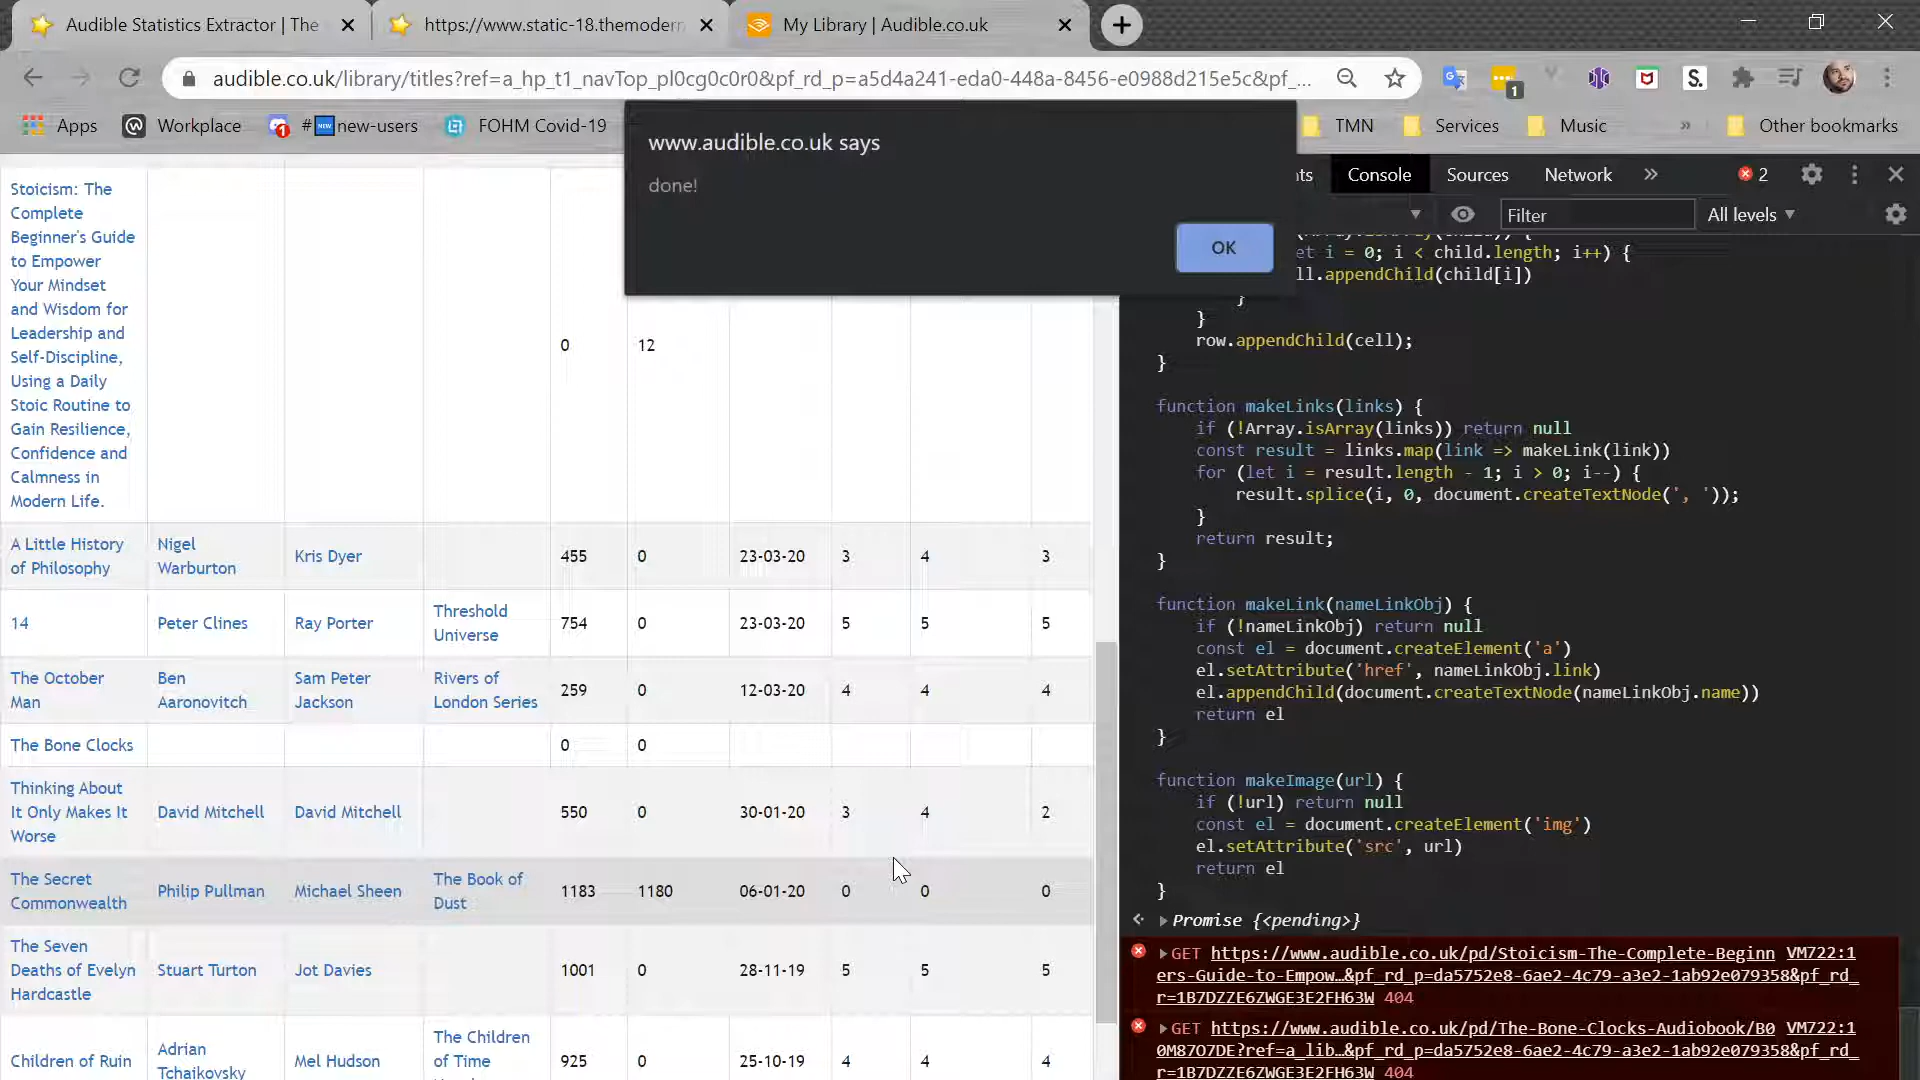 Audible Statistics Extractor | The
https://www.static-18.themodern
My Library | Audible.co.uk
audible.co.uk/library/titles?ref=a_hp_t1_navTop_pl0cg0c0r0&pf_rd_p=a5d4a241-eda0-448a-8456-e0988d215e5c&pf_...
1
S.
Apps
Workplace
1
# NEW new-users
FOHM Covid-19
TMN
Services
Music
»
Other bookmarks
www.audible.co.uk says
done!
OK
Stoicism: The
Complete
Beginner's Guide
to Empower
Your Mindset
and Wisdom for
Leadership and
Self-Discipline,
Using a Daily
Stoic Routine to
Gain Resilience,
Confidence and
Calmness in
Modern Life.
0
12
A Little History
of Philosophy
Nigel
Warburton
Kris Dyer
455
0
23-03-20
3
4
3
14
Peter Clines
Ray Porter
Threshold
Universe
754
0
23-03-20
5
5
5
The October
Man
Ben
Aaronovitch
Sam Peter
Jackson
Rivers of
London Series
259
0
12-03-20
4
4
4
The Bone Clocks
0
0
Thinking About
It Only Makes It
Worse
David Mitchell
David Mitchell
550
0
30-01-20
3
4
2
The Secret
Commonwealth
Philip Pullman
Michael Sheen
The Book of
Dust
1183
1180
06-01-20
0
0
0
The Seven
Deaths of Evelyn
Hardcastle
Stuart Turton
Jot Davies
1001
0
28-11-19
5
5
5
Children of Ruin
Adrian
Tchaikovsky
Mel Hudson
The Children
of Time
925
0
25-10-19
4
4
4
nts
Console
Sources
Network
»
2
Filter
All levels
et i = 0; i < child.length; i++) {
ll.appendChild(child[i])
}
}
row.appendChild(cell);
}
function makeLinks(links) {
if (!Array.isArray(links)) return null
const result = links.map(link => makeLink(link))
for (let i = result.length - 1; i > 0; i--) {
result.splice(i, 0, document.createTextNode(', '));
}
return result;
}
function makeLink(nameLinkObj) {
if (!nameLinkObj) return null
const el = document.createElement('a')
el.setAttribute('href', nameLinkObj.link)
el.appendChild(document.createTextNode(nameLinkObj.name))
return el
}
function makeImage(url) {
if (!url) return null
const el = document.createElement('img')
el.setAttribute('src', url)
return el
}
Promise {<pending>}
GET https://www.audible.co.uk/pd/Stoicism-The-Complete-Beginn VM722:1
ers-Guide-to-Empow…&pf_rd_p=da5752e8-6ae2-4c79-a3e2-1ab92e079358&pf_rd_
r=1B7DZZE6ZWGE3E2FH63W 404
GET https://www.audible.co.uk/pd/The-Bone-Clocks-Audiobook/B0 VM722:1
0M87O7DE?ref=a_lib…&pf_rd_p=da5752e8-6ae2-4c79-a3e2-1ab92e079358&pf_rd_
r=1B7DZZE6ZWGE3E2FH63W 404